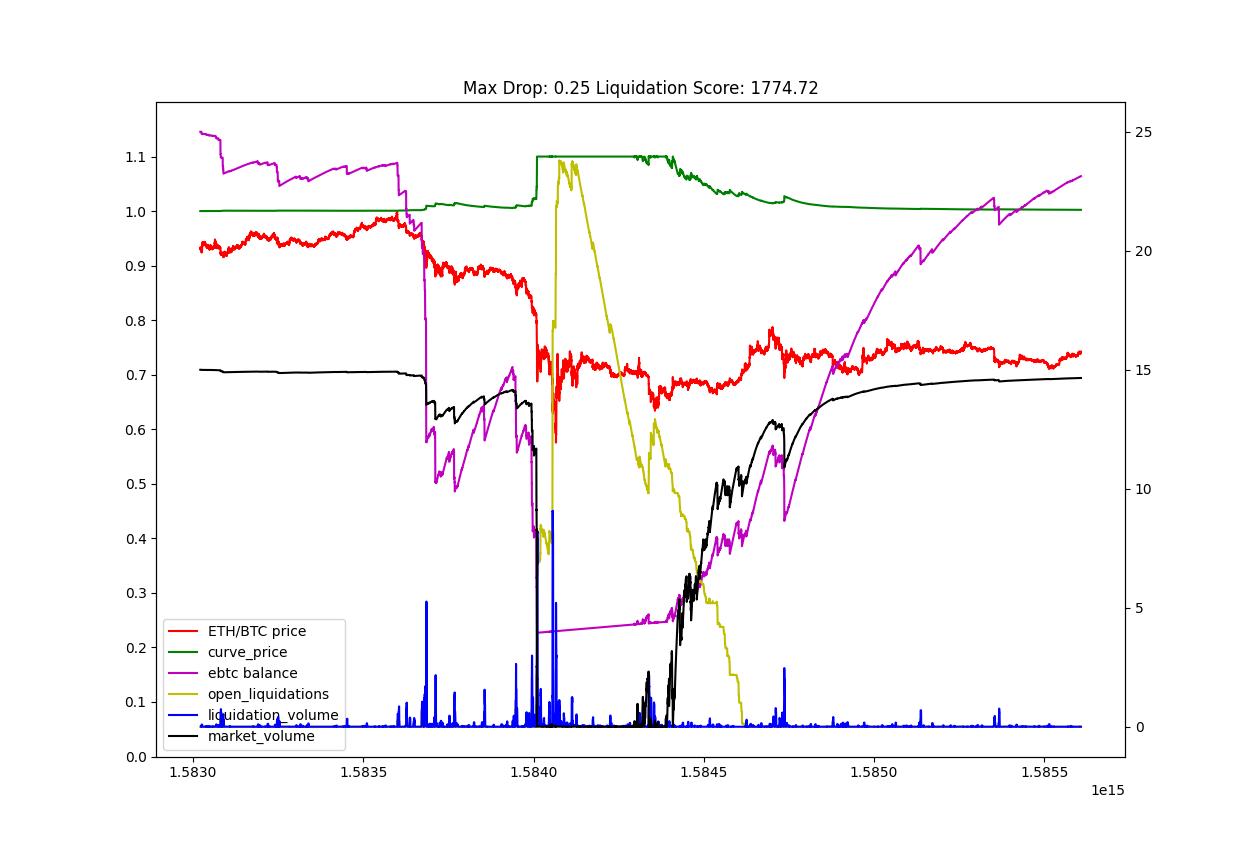 Max Drop: 0.25 Liquidation Score: 1774.72
1.1
1.0
0.9
0.8
0.7
0.6
0.5
0.4
0.3
0.2
0.1
0.0
25
20
15
10
5
0
ETH/BTC price
curve_price
ebtc balance
open_liquidations
liquidation_volume
market_volume
1.5830 1.5835 1.5840 1.5845 1.5850 1.5855
1e15